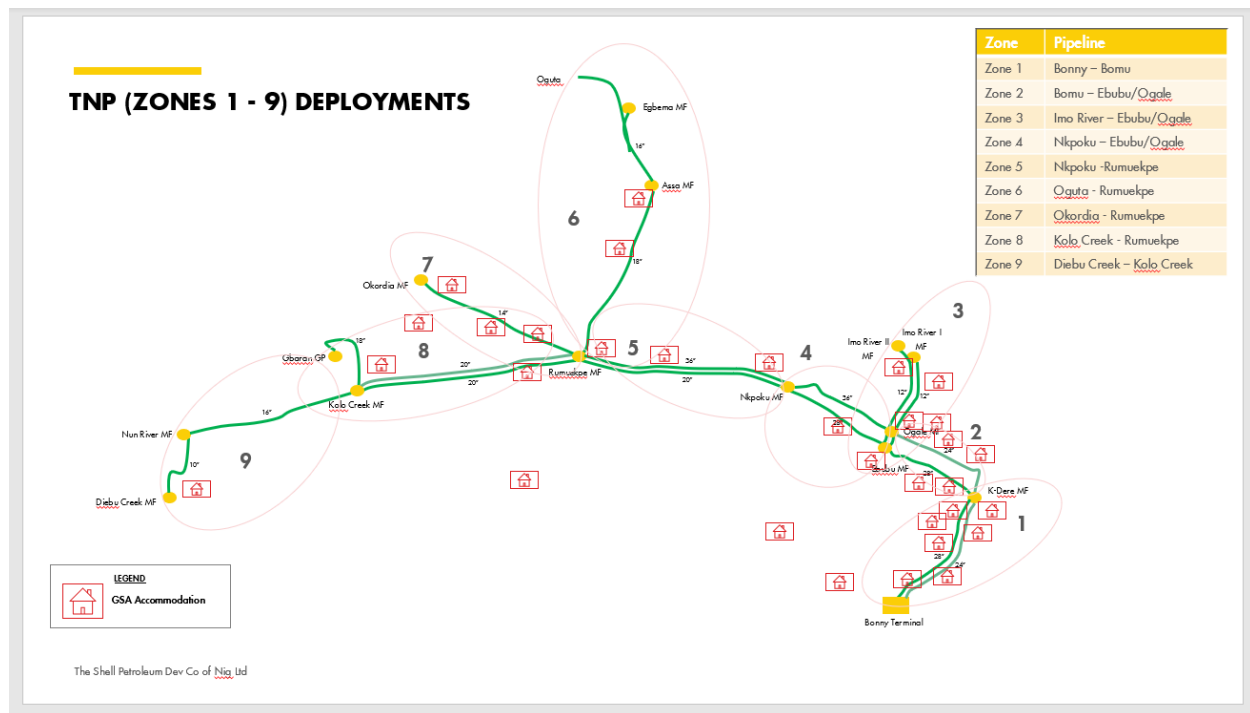 TNP (ZONES 1 - 9) DEPLOYMENTS
Zone Pipeline
Zone 1 Bonny – Bomu
Zone 2 Bomu – Ebubu/Ogale
Zone 3 Imo River – Ebubu/Ogale
Zone 4 Nkpoku – Ebubu/Ogale
Zone 5 Nkpoku -Rumuekpe
Zone 6 Oguta - Rumuekpe
Zone 7 Okordia - Rumuekpe
Zone 8 Kolo Creek - Rumuekpe
Zone 9 Diebu Creek – Kolo Creek
Oguta
Egbema MF
16"
Assa MF
6
18"
7
Okordia MF
14"
3
Imo River I
MF
Imo River II
MF
18"
Gbaran GP
8
20"
20"
5
Rumuekpe MF
36"
20"
4
Nkpoku MF
36"
12"
12"
Kolo Creek MF
16"
Nun River MF
10"
9
Diebu Creek MF
28"
Ogale MF
2
24"
28"
K-Dere MF
1
28"
24"
Bonny Terminal
LEGEND
GSA Accommodation
The Shell Petroleum Dev Co of Nig Ltd